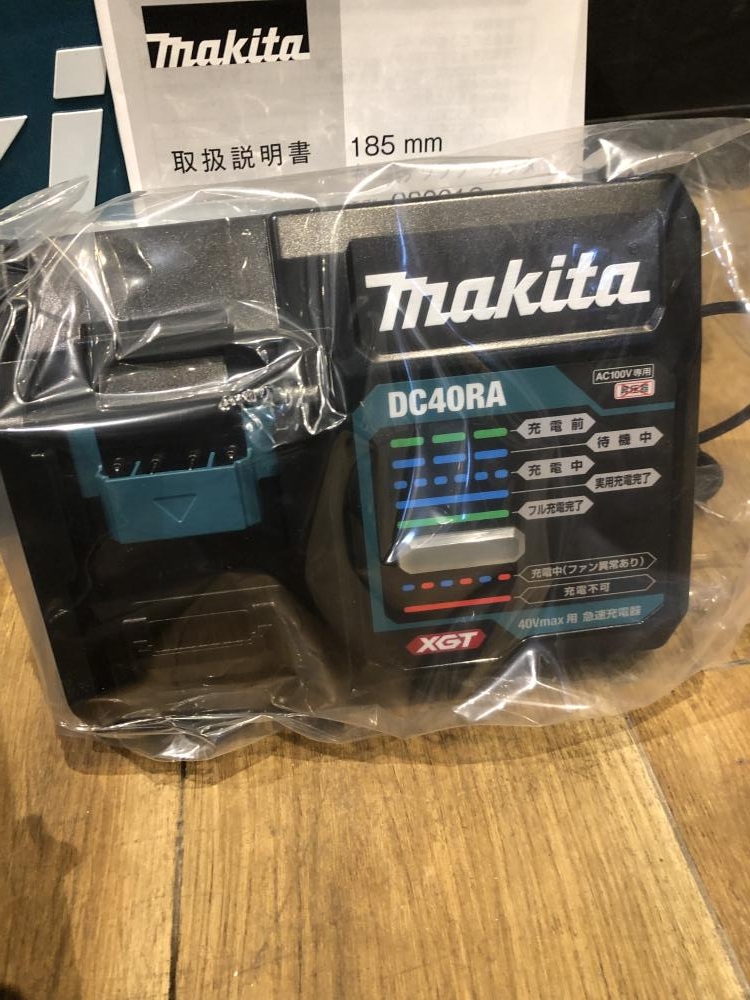 makita
取扱説明書
185 mm
makita
AC100V専用
DC40RA
充電前
待機中
充電中
実用充電完了
フル充電完了
充電中(ファン異常あり)
充電不可
40Vmax用 急速充電器
XGT